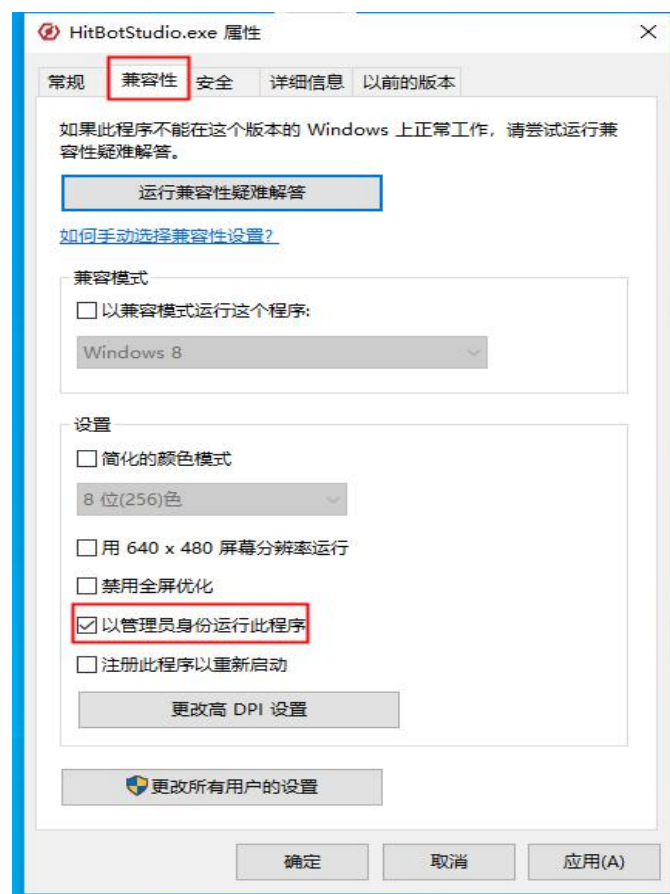 HitBotStudio.exe 属性
常规
兼容性
安全
详细信息
以前的版本
如果此程序不能在这个版本的 Windows 上正常工作，请尝试运行兼
容性疑难解答。
运行兼容性疑难解答
如何手动选择兼容性设置?
兼容模式
以兼容模式运行这个程序:
Windows 8
设置
简化的颜色模式
8 位(256)色
用 640 x 480 屏幕分辨率运行
禁用全屏优化
以管理员身份运行此程序
注册此程序以重新启动
更改高 DPI 设置
更改所有用户的设置
确定
取消
应用(A)